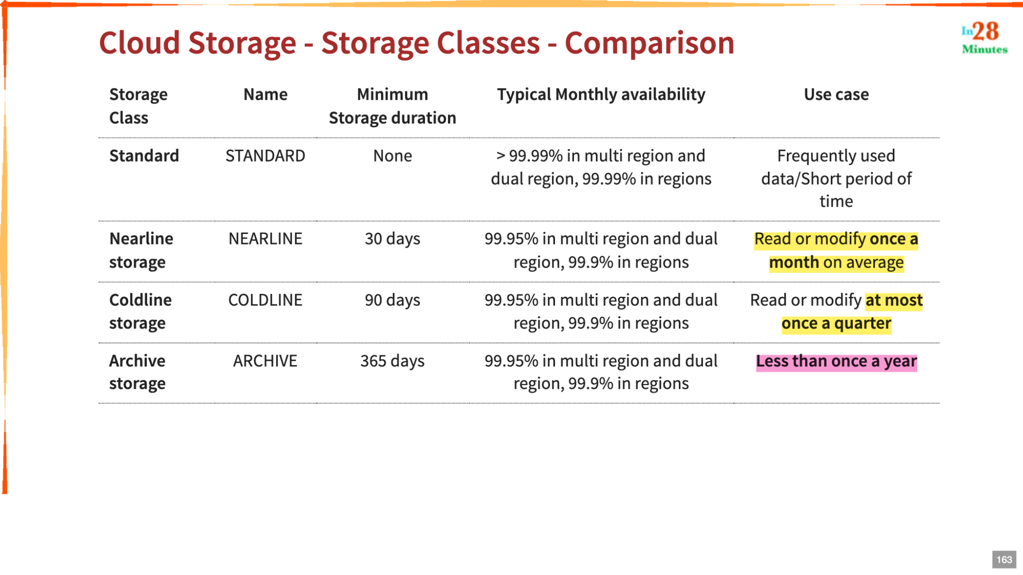 Cloud Storage - Storage Classes - Comparison
In28
Minutes
Storage Class
Name
Minimum Storage duration
Typical Monthly availability
Use case
Standard
STANDARD
None
> 99.99% in multi region and
dual region, 99.99% in regions
Frequently used
data/Short period of
time
Nearline
storage
NEARLINE
30 days
99.95% in multi region and dual
region, 99.9% in regions
Read or modify once a
month on average
Coldline
storage
COLDLINE
90 days
99.95% in multi region and dual
region, 99.9% in regions
Read or modify at most
once a quarter
Archive
storage
ARCHIVE
365 days
99.95% in multi region and dual
region, 99.9% in regions
Less than once a year
163